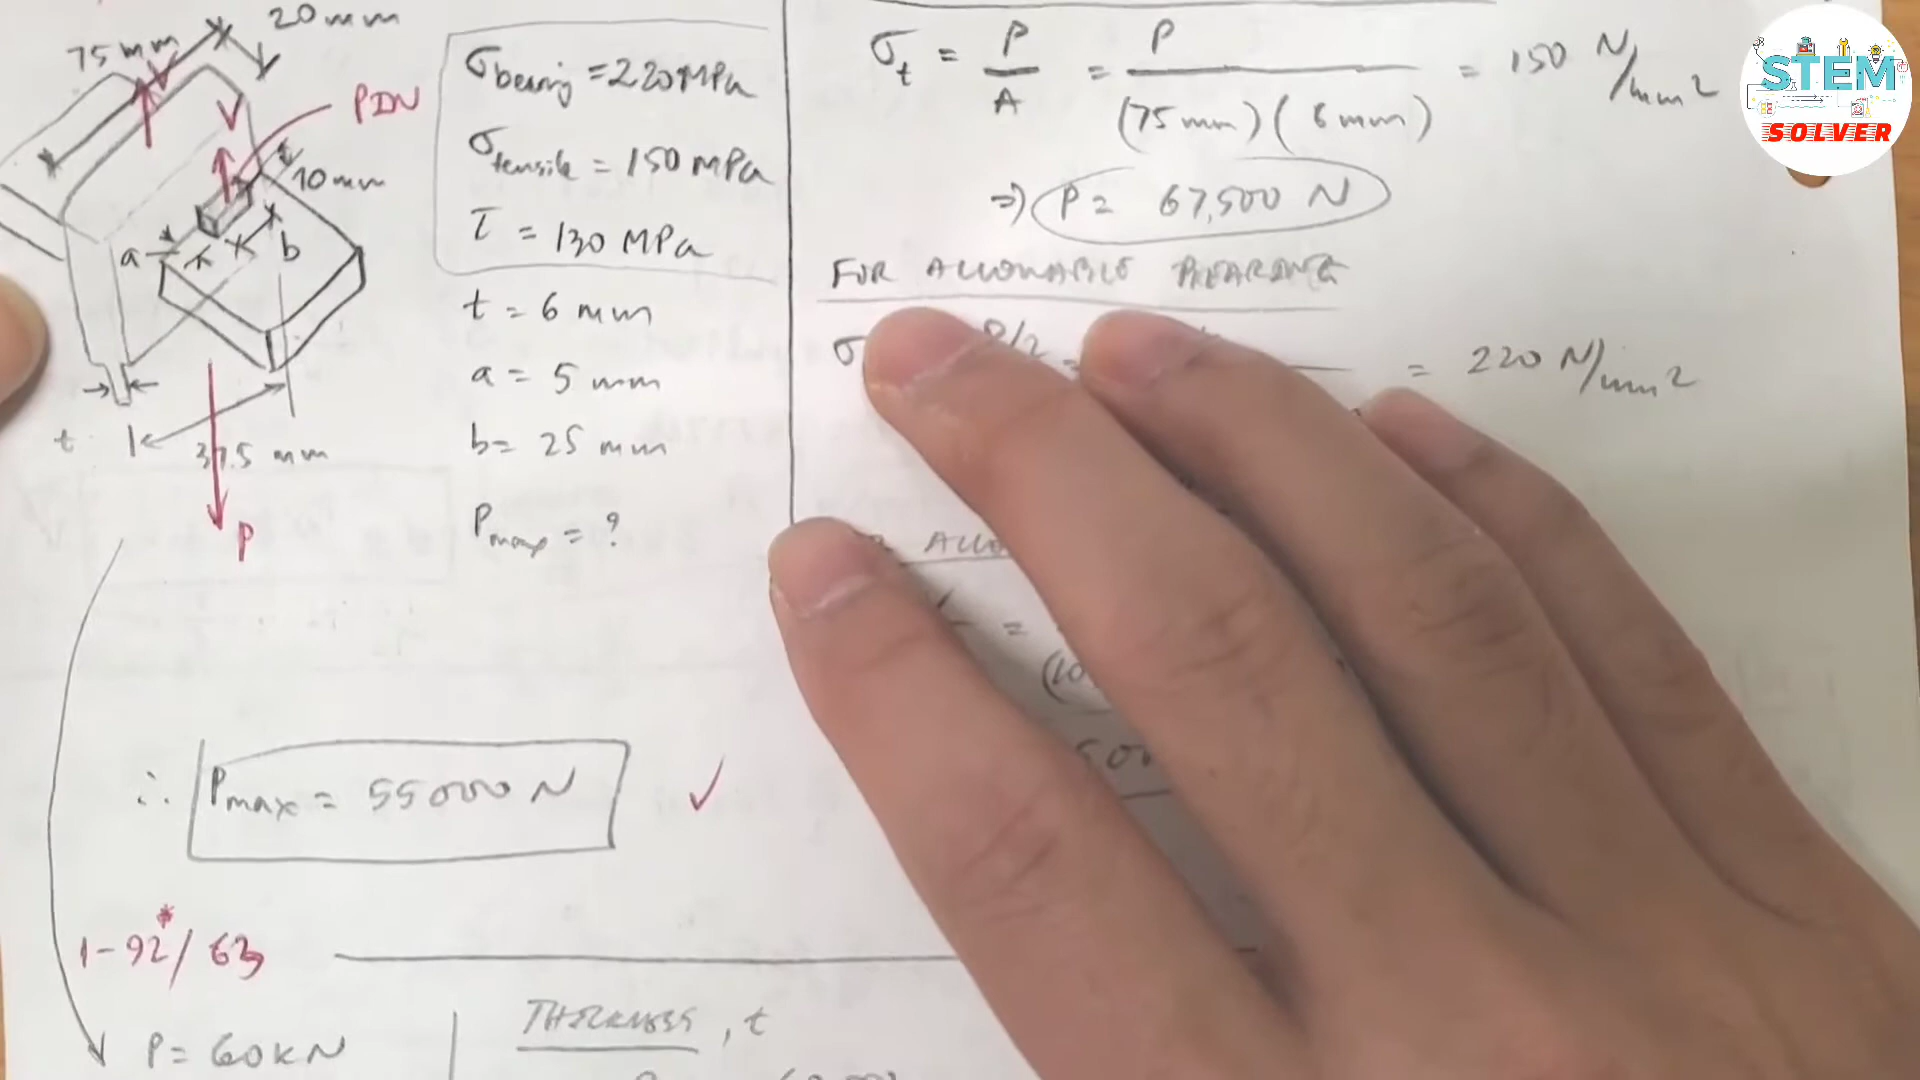 20 mm
75 mm
PIN
10 mm
a
b
t
37.5 mm
P
σbearing = 220 MPa
σtensile = 150 MPa
τ = 130 MPa
t = 6 mm
a = 5 mm
b = 25 mm
Pmax = ?
∴ Pmax = 55000 N ✓
1-92*/63
P = 60KN
σt = P/A = P/(75 mm)(6 mm) = 150 N/mm2
⇒ P = 67,500 N
FOR ALLOWABLE BEARING
σ P/2 = = 220 N/mm2
=
THICKNESS, t
STEM
SOLVER